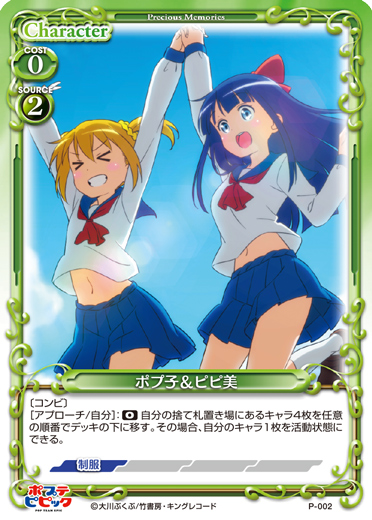 Precious Memories
Character
COST
0
SOURCE
2
ポプ子＆ピピ美
［コンビ］
［アプローチ/自分］：0 自分の捨て札置き場にあるキャラ4枚を任意
の順番でデッキの下に移す。その場合、自分のキャラ1枚を活動状態に
できる。
制服
ポプテピピック
POP TEAM EPIC
©大川ぶくぶ/竹書房・キングレコード
P-002